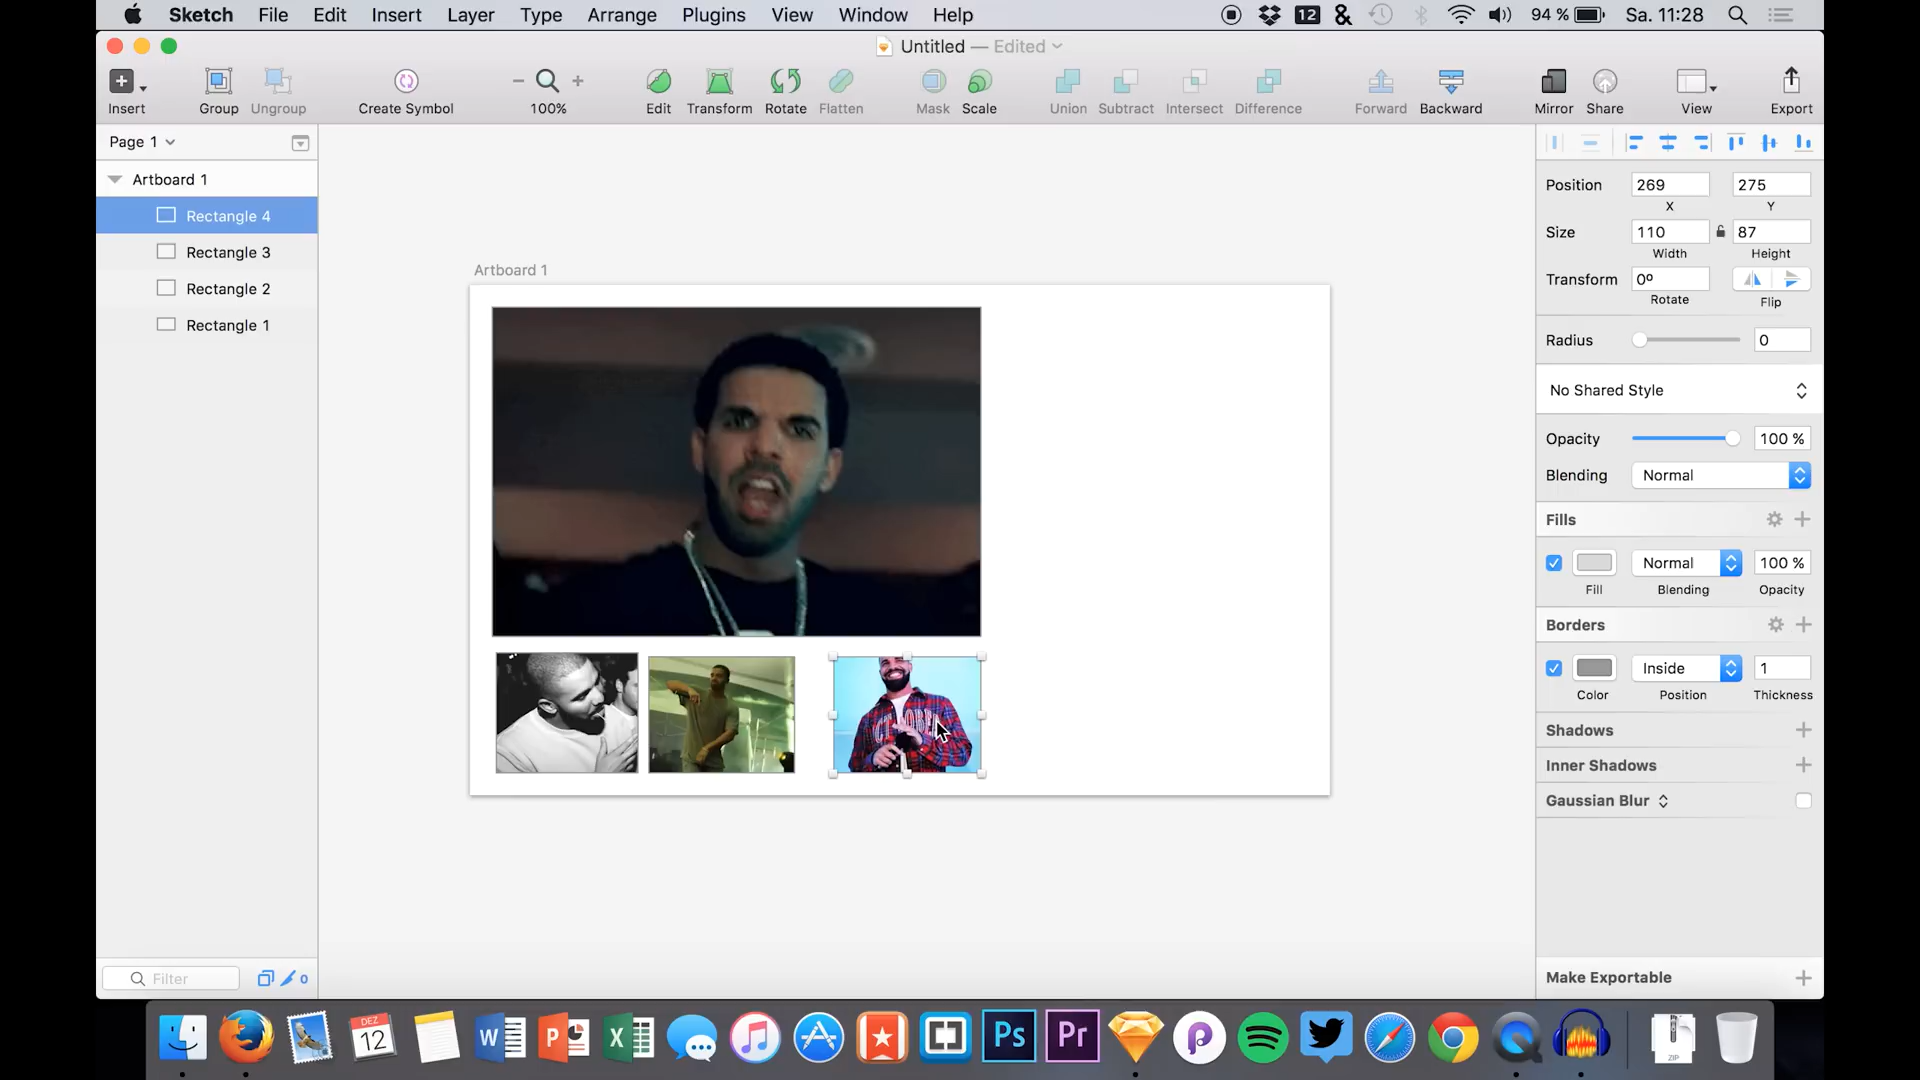 Sketch File Edit Insert Layer Type Arrange Plugins View Window Help 12 94 % Sa. 11:28
Untitled — Edited
Insert Group Ungroup Create Symbol 100% Edit Transform Rotate Flatten Mask Scale Union Subtract Intersect Difference Forward Backward Mirror Share View Export
Page 1
Artboard 1
Rectangle 4
Rectangle 3
Rectangle 2
Rectangle 1
Filter 0
Artboard 1
Position 269 275
X Y
Size 110 87
Width Height
Transform 0º
Rotate Flip
Radius 0
No Shared Style
Opacity 100 %
Blending Normal
Fills
Normal 100 %
Fill Blending Opacity
Borders
Inside 1
Color Position Thickness
Shadows
Inner Shadows
Gaussian Blur
Make Exportable
DEZ
12
W P X Ps Pr
ZIP